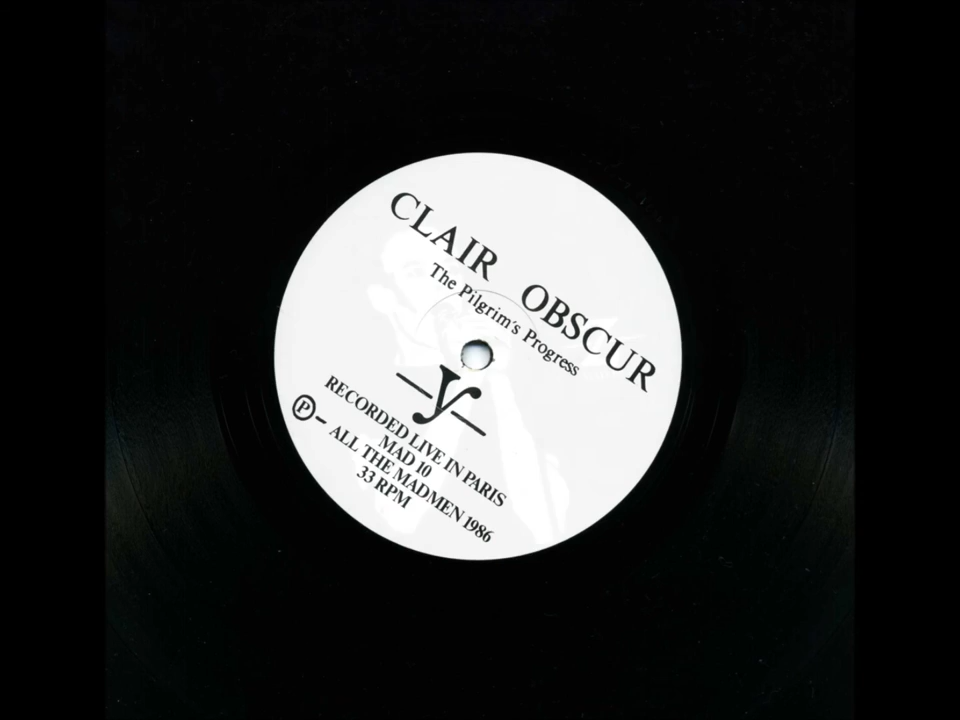 CLAIR OBSCUR
The Pilgrim's Progress
—y—
RECORDED LIVE IN PARIS
MAD 10
Ⓟ – ALL THE MADMEN 1986
33 RPM